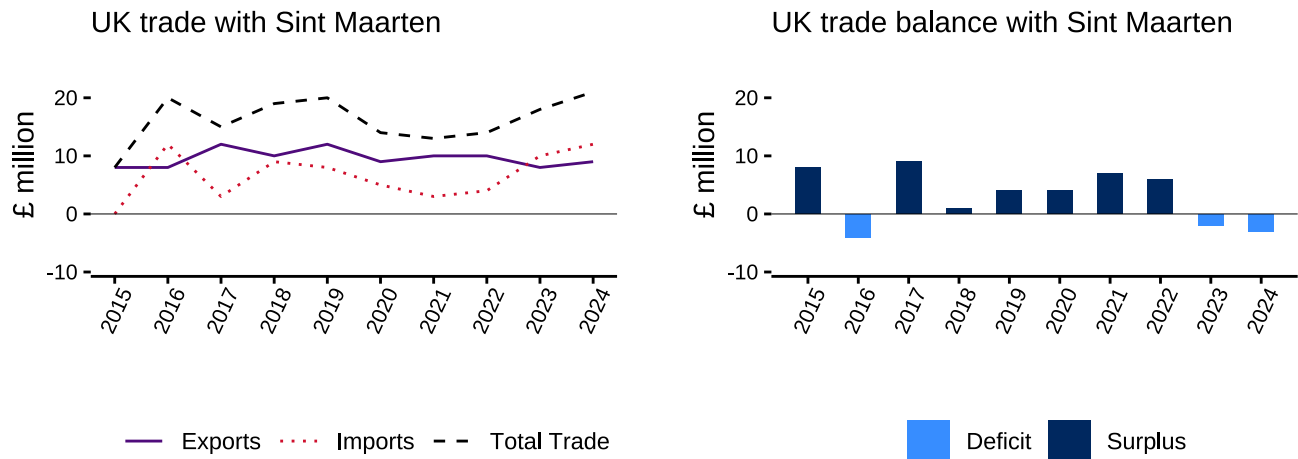 UK trade with Sint Maarten
£ million
20
10
0
-10
2015 2016 2017 2018 2019 2020 2021 2022 2023 2024
Exports Imports Total Trade
UK trade balance with Sint Maarten
£ million
20
10
0
-10
2015 2016 2017 2018 2019 2020 2021 2022 2023 2024
Deficit Surplus